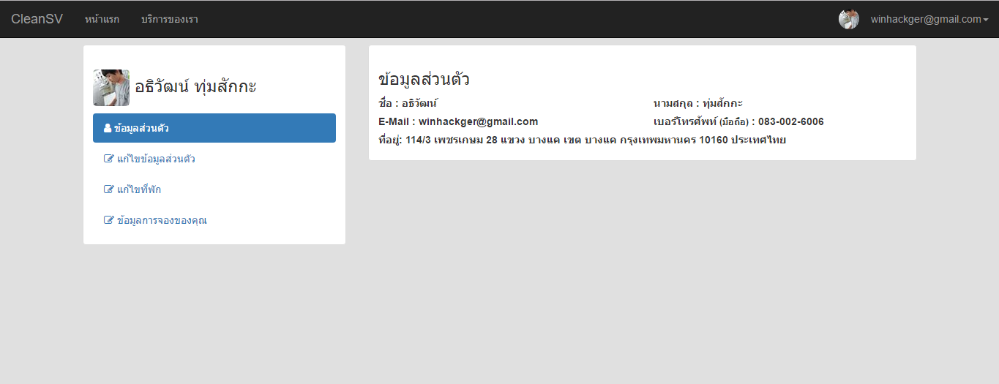 CleanSV หน้าแรก บริการของเรา winhackger@gmail.com
อธิวัฒน์ ทุ่มสักกะ
ข้อมูลส่วนตัว
แก้ไขข้อมูลส่วนตัว
แก้ไขที่พัก
ข้อมูลการจองของคุณ
ข้อมูลส่วนตัว
ชื่อ : อธิวัฒน์ นามสกุล : ทุ่มสักกะ
E-Mail : winhackger@gmail.com เบอร์โทรศัพท์ (มือถือ) : 083-002-6006
ที่อยู่: 114/3 เพชรเกษม 28 แขวง บางแค เขต บางแค กรุงเทพมหานคร 10160 ประเทศไทย